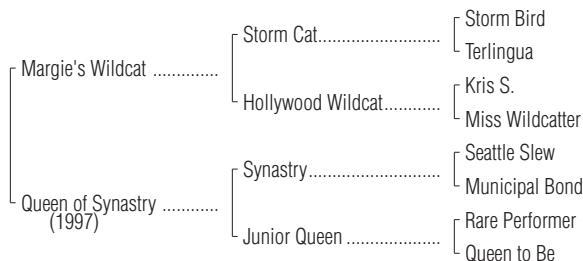 Storm Bird
Storm Cat..............................
Terlingua
Margie's Wildcat .............
Kris S.
Hollywood Wildcat..............
Miss Wildcatter
Seattle Slew
Synastry................................
Municipal Bond
Queen of Synastry .............
(1997)
Rare Performer
Junior Queen .......................
Queen to Be